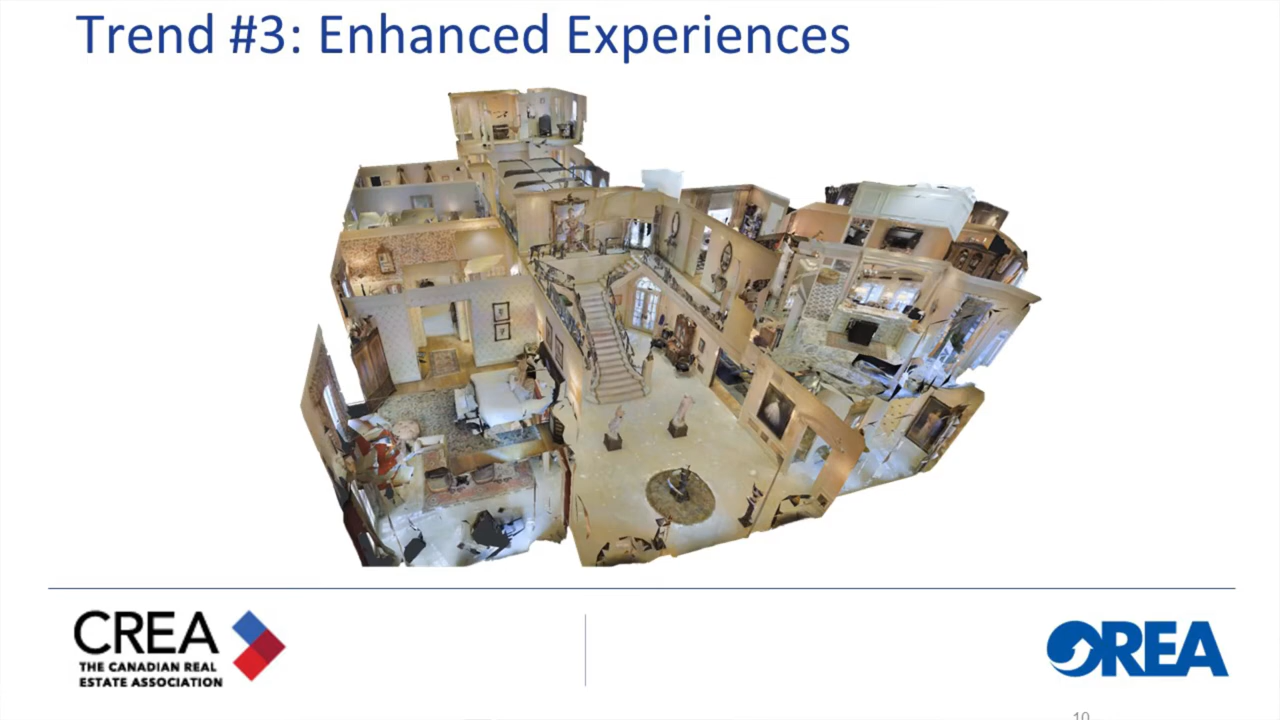 Trend #3: Enhanced Experiences
CREA
THE CANADIAN REAL
ESTATE ASSOCIATION
OREA
10